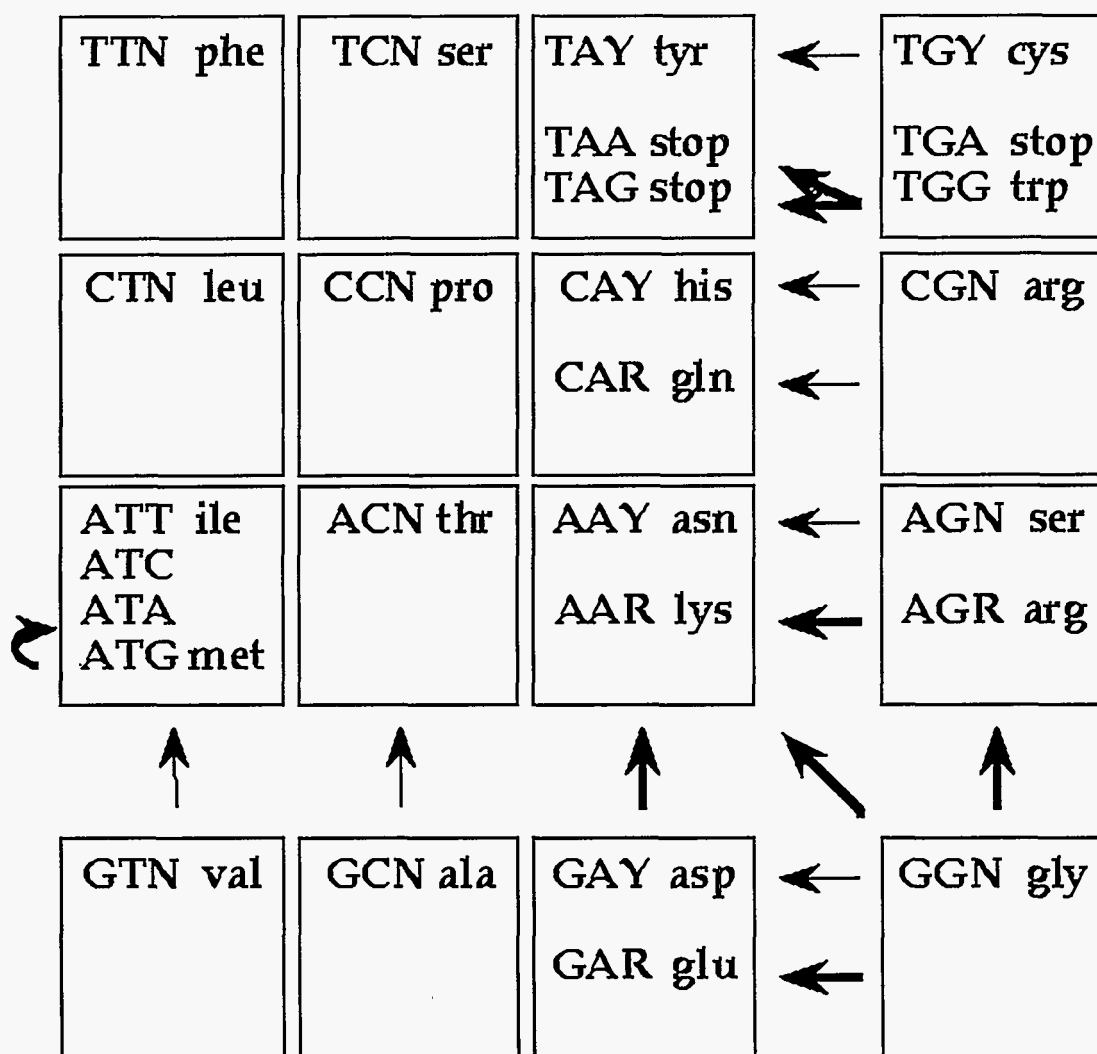 TTN phe
TCN ser
TAY tyr
TAA stop
TAG stop
TGY cys
TGA stop
TGG trp
CTN leu
CCN pro
CAY his
CAR gln
CGN arg
ATT ile
ATC
ATA
ATG met
ACN thr
AAY asn
AAR lys
AGN ser
AGR arg
GTN val
GCN ala
GAY asp
GAR glu
GGN gly